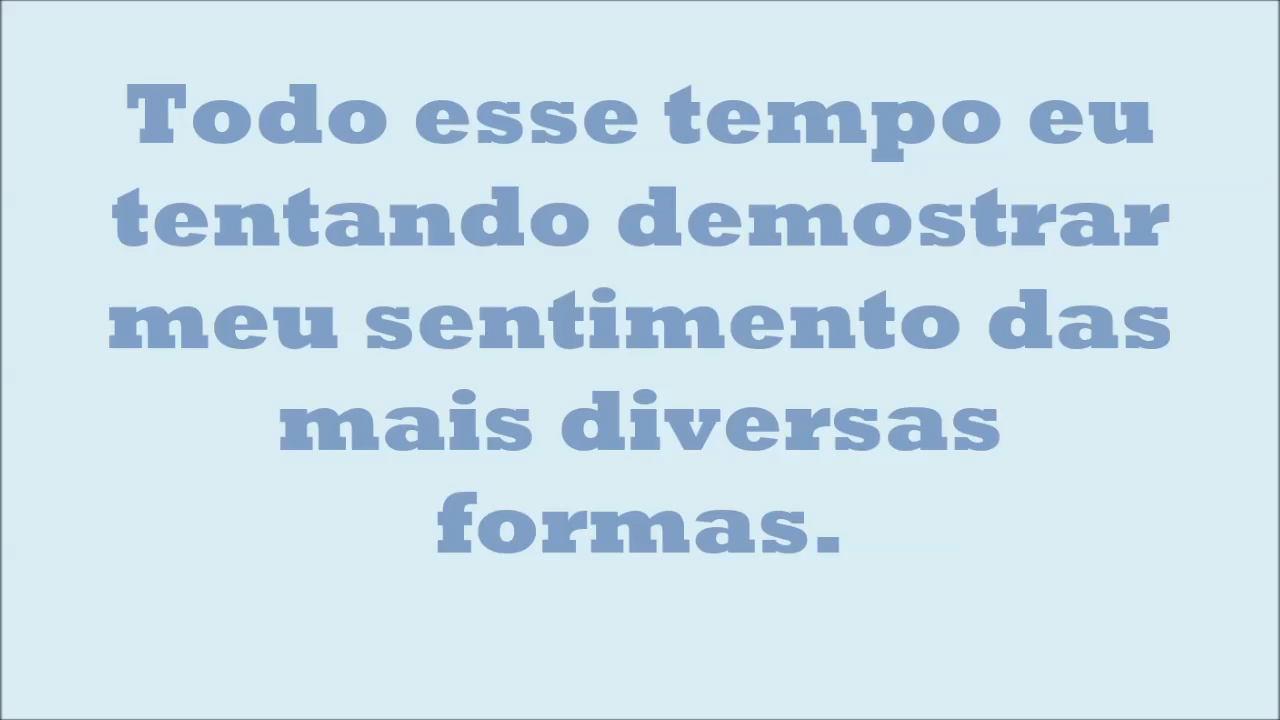 Todo esse tempo eu
tentando demostrar
meu sentimento das
mais diversas
formas.